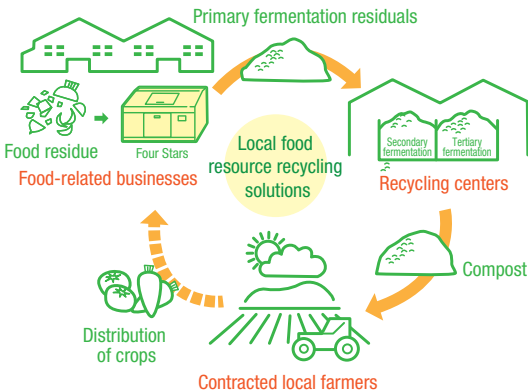 Primary fermentation residuals
Food residue
Four Stars
Food-related businesses
Local food
resource recycling
solutions
Secondary
fermentation
Tertiary
fermentation
Recycling centers
Compost
Distribution
of crops
Contracted local farmers